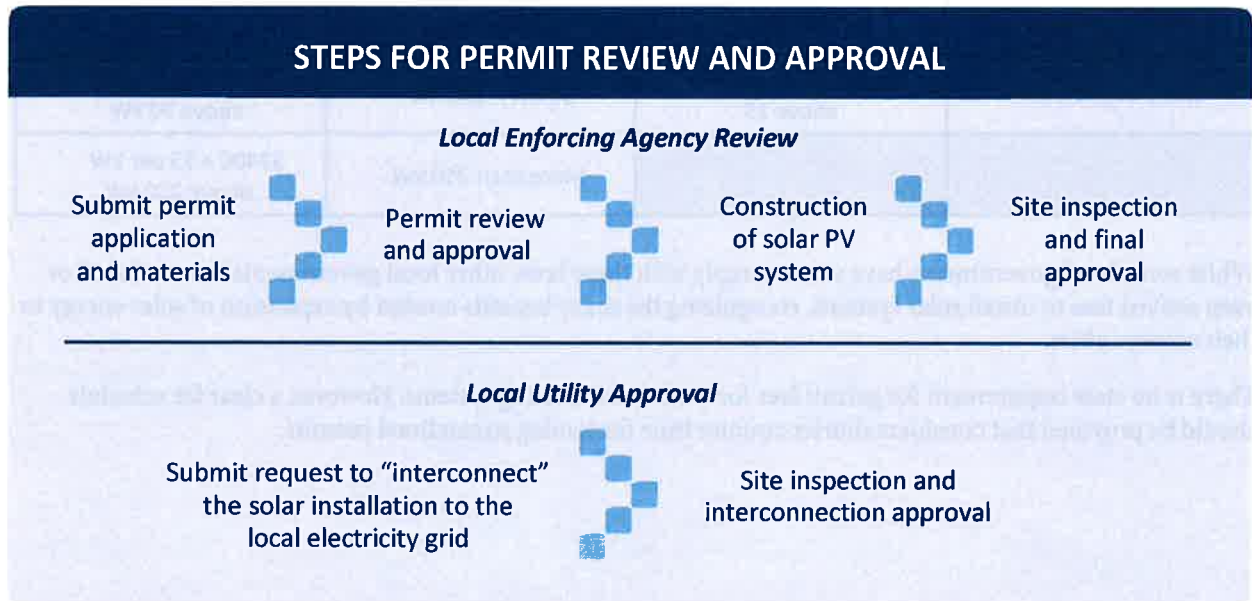 STEPS FOR PERMIT REVIEW AND APPROVAL
Local Enforcing Agency Review
Submit permit
application
and materials
Permit review
and approval
Construction
of solar PV
system
Site inspection
and final
approval
Local Utility Approval
Submit request to “interconnect”
the solar installation to the
local electricity grid
Site inspection and
interconnection approval